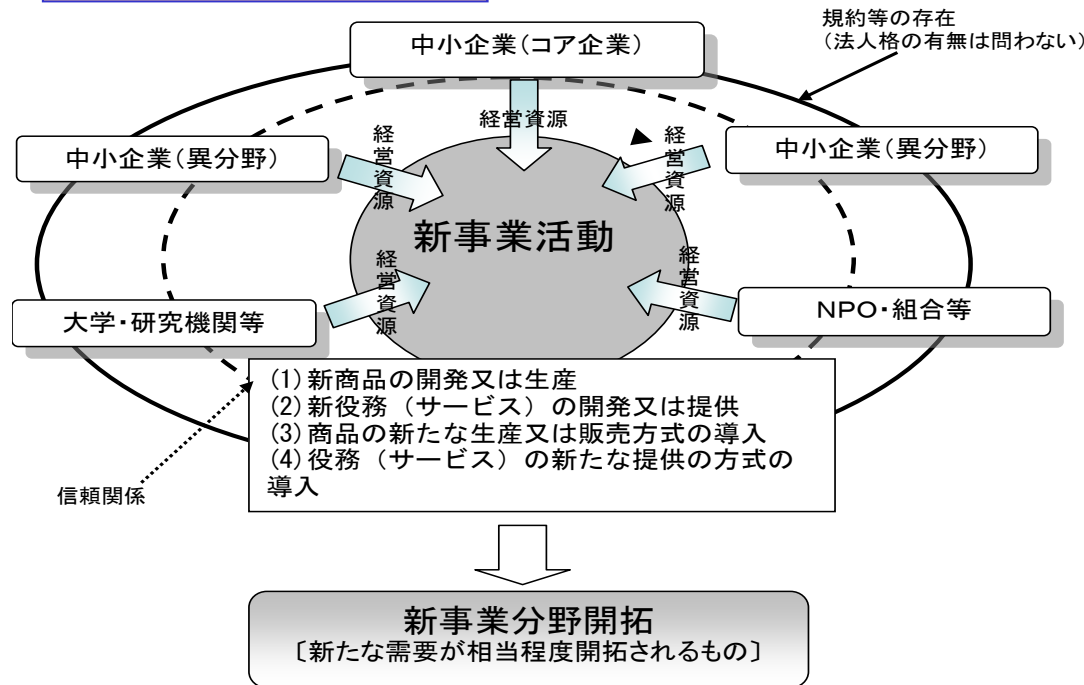 規約等の存在
(法人格の有無は問わない)
中小企業(コア企業)
経営資源
中小企業(異分野)
経営資源
経営資源
中小企業(異分野)
新事業活動
大学・研究機関等
経営資源
経営資源
NPO・組合等
(1)新商品の開発又は生産
(2)新役務（サービス）の開発又は提供
(3)商品の新たな生産又は販売方式の導入
(4)役務（サービス）の新たな提供の方式の
導入
信頼関係
新事業分野開拓
〔新たな需要が相当程度開拓されるもの〕